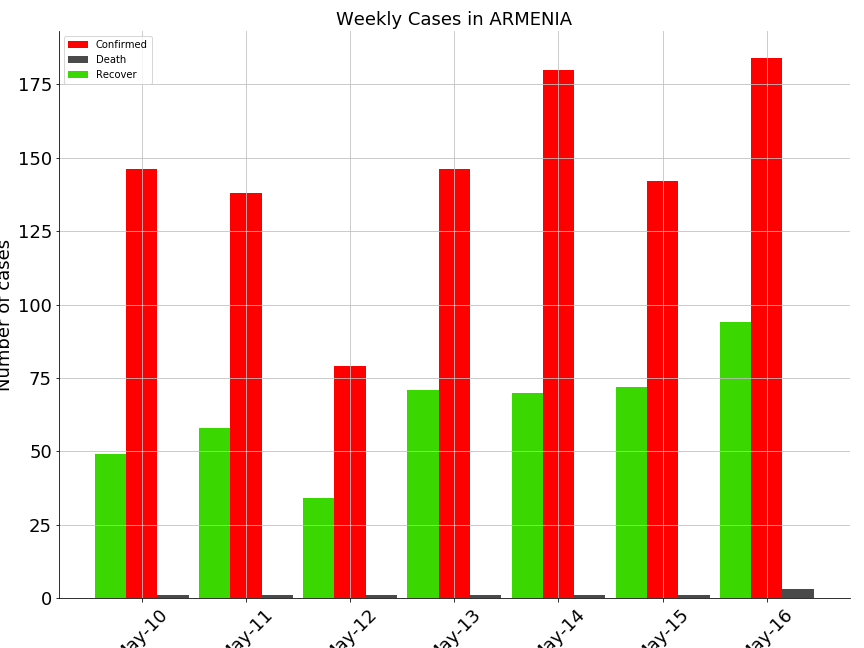 Weekly Cases in ARMENIA
Confirmed
Death
Recover
Number of cases
175
150
125
100
75
50
25
0
May-10
May-11
May-12
May-13
May-14
May-15
May-16